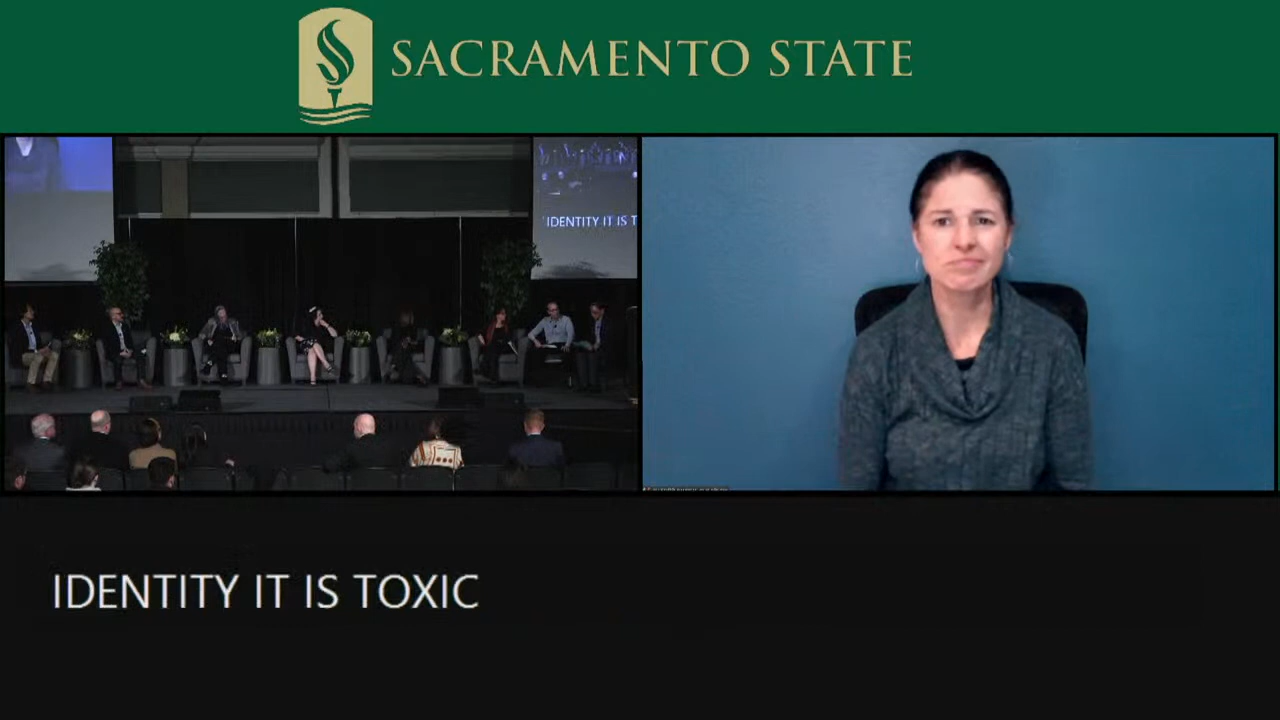 SACRAMENTO STATE
IDENTITY IT IS T
IDENTITY IT IS TOXIC